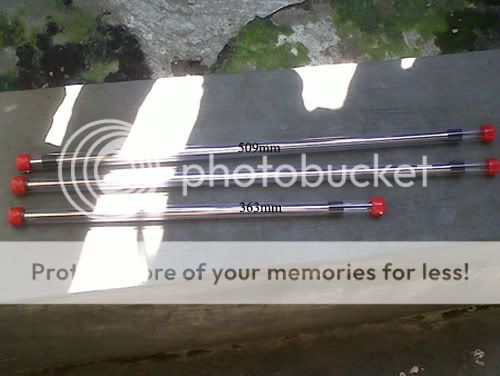 509mm
photobucket
363mm
Protect more of your memories for less!